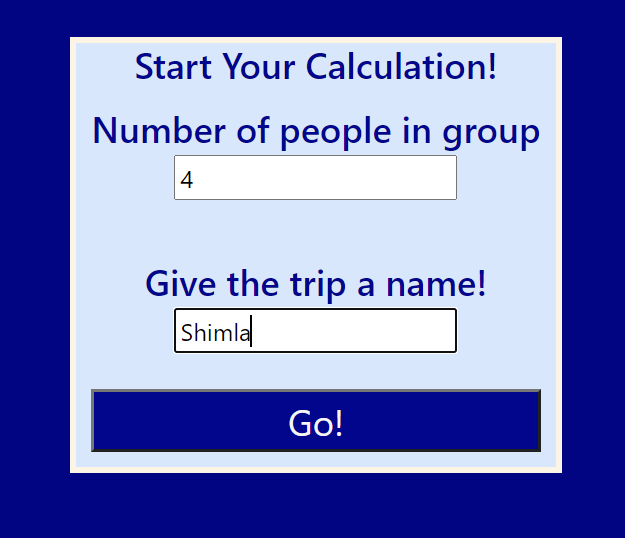 Start Your Calculation!
Number of people in group
4
Give the trip a name!
Shimla
Go!